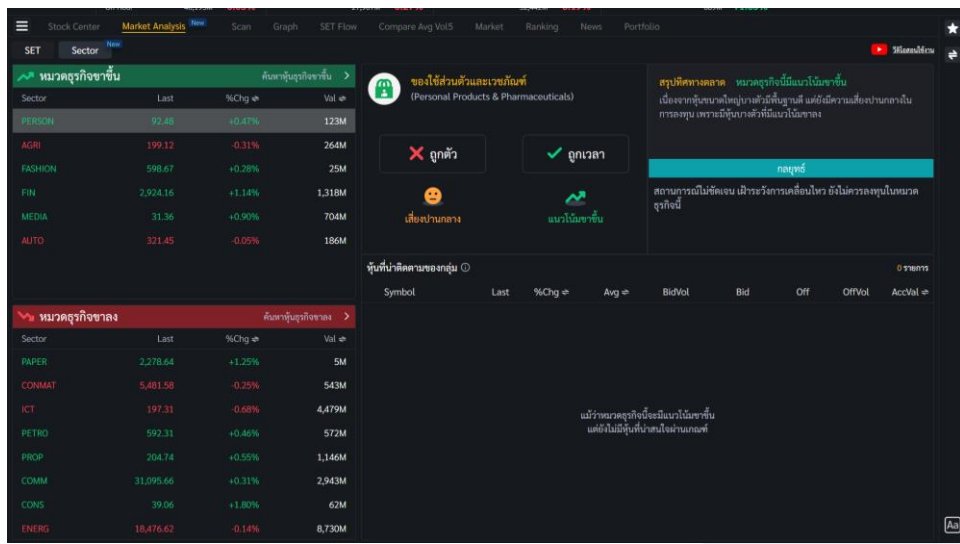 Stock Center Market Analysis New Scan Graph SET Flow Compare Avg Vol5 Market Ranking News Portfolio
SET Sector New วิธีสอนใช้งาน
หมวดธุรกิจขาขึ้น ค้นหาหุ้นธุรกิจขาขึ้น >
Sector Last %Chg Val
PERSON 92.48 +0.47% 123M
AGRI 199.12 -0.31% 264M
FASHION 598.67 +0.28% 25M
FIN 2,924.16 +1.14% 1,318M
MEDIA 31.36 +0.90% 704M
AUTO 321.45 -0.05% 186M
หมวดธุรกิจขาลง ค้นหาหุ้นธุรกิจขาลง >
Sector Last %Chg Val
PAPER 2,278.64 +1.25% 5M
CONMAT 5,481.58 -0.25% 543M
ICT 197.31 -0.68% 4,479M
PETRO 592.31 +0.46% 572M
PROP 204.74 +0.55% 1,146M
COMM 31,095.66 +0.31% 2,943M
CONS 39.06 +1.80% 62M
ENERG 18,476.62 -0.14% 8,730M
ของใช้ส่วนตัวและเวชภัณฑ์
(Personal Products & Pharmaceuticals)
ถูกตัว ถูกเวลา
เสี่ยงปานกลาง แนวโน้มขาขึ้น
สรุปทิศทางตลาด หมวดธุรกิจนี้มีแนวโน้มขาขึ้น
เนื่องจากหุ้นขนาดใหญ่บางตัวมีพื้นฐานดี แต่ยังมีความเสี่ยงปานกลางใน
การลงทุน เพราะมีหุ้นบางตัวที่มีแนวโน้มขาลง
กลยุทธ์
สถานการณ์ไม่ชัดเจน เฝ้าระวังการเคลื่อนไหว ยังไม่ควรลงทุนในหมวด
ธุรกิจนี้
หุ้นที่น่าติดตามของกลุ่ม 0 รายการ
Symbol Last %Chg Avg BidVol Bid Off OffVol AccVal
แม้ว่าหมวดธุรกิจนี้จะมีแนวโน้มขาขึ้น
แต่ยังไม่มีหุ้นที่น่าสนใจผ่านเกณฑ์
Aa